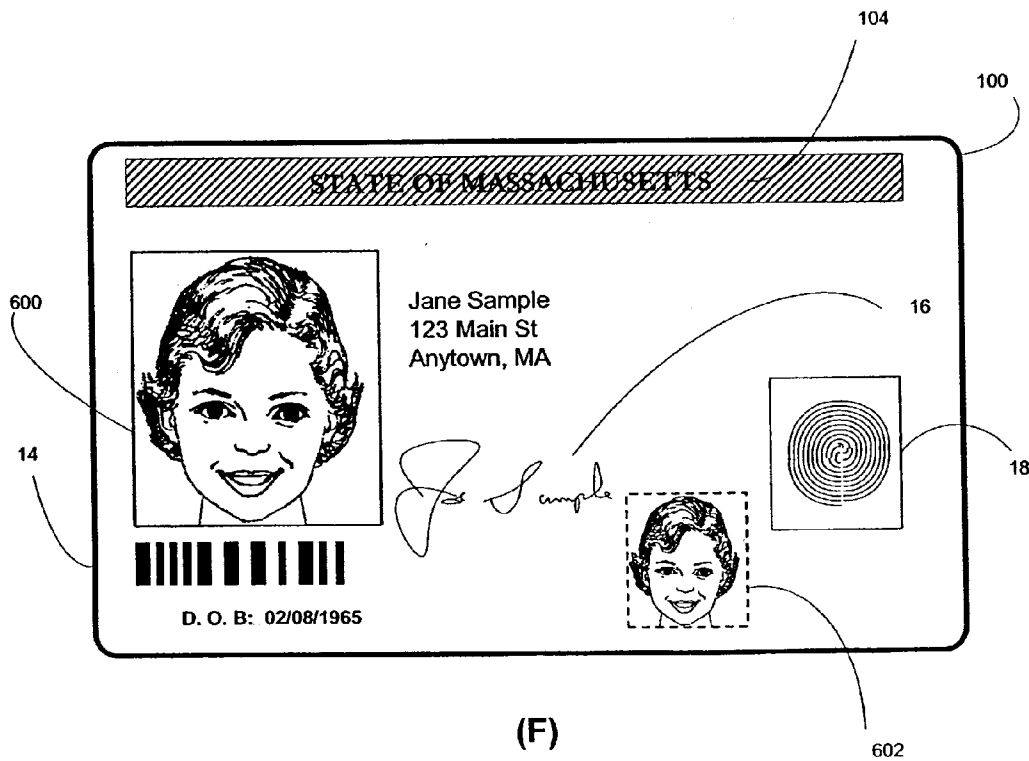 104
100
STATE OF MASSACHUSETTS
600
Jane Sample
123 Main St
Anytown, MA
16
14
18
Sample
D. O. B: 02/08/1965
(F)
602